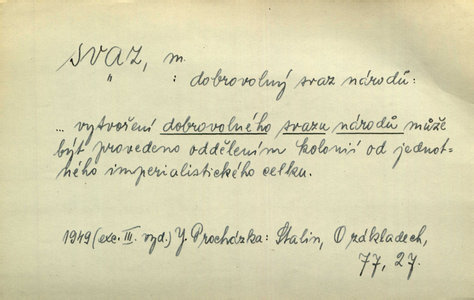 svaz, m.
" : dobrovolný svaz národů:
... vytvoření dobrovolného svazu národů může
být provedeno oddělením kolonií od jednot-
ného imperialistického celku.
1949 (exc. III. vyd.) J. Procházka: Stalin, O základech,
77, 27.